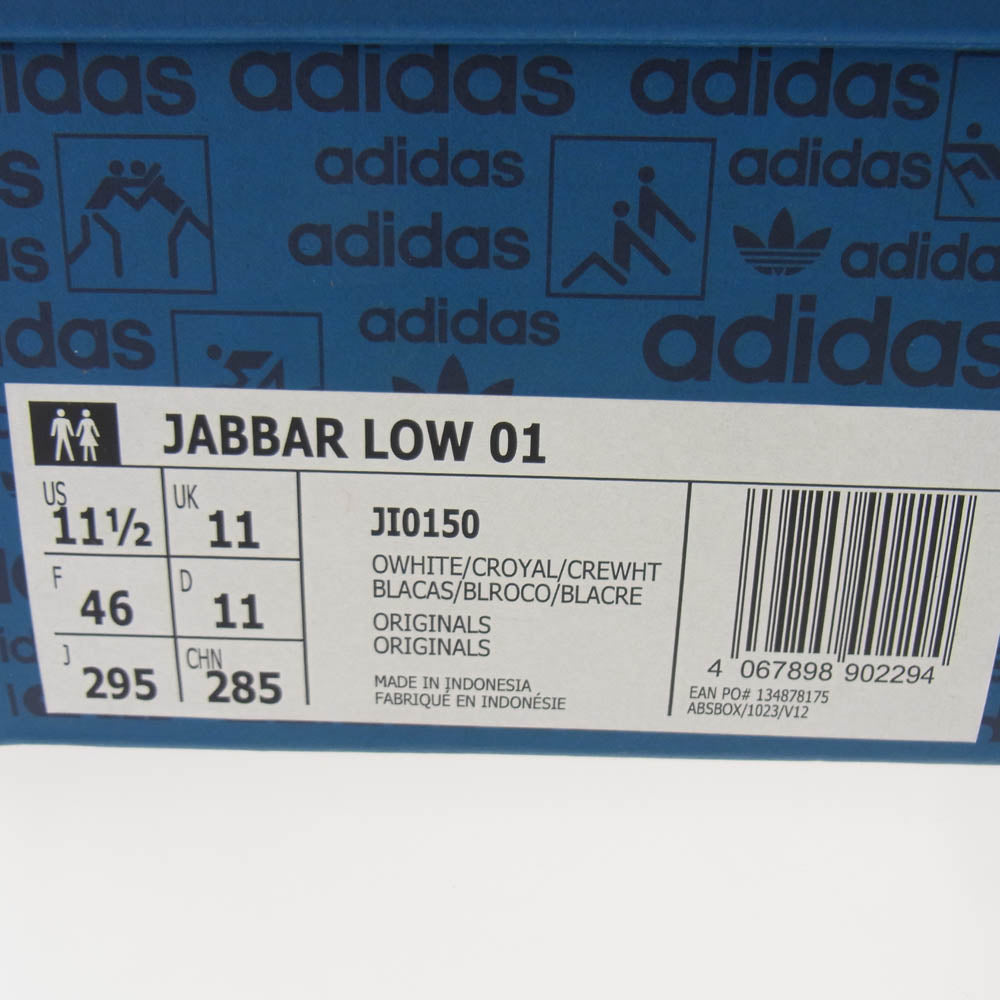 adidas adidas adidas
adidas adidas
adidas adidas
adidas adidas adidas
JABBAR LOW 01
US 11½ UK 11
F 46 D 11
J 295 CHN 285
JI0150
OWHITE/CROYAL/CREWHT
BLACAS/BLROCO/BLACRE
ORIGINALS
ORIGINALS
MADE IN INDONESIA
FABRIQUÉ EN INDONÉSIE
4 067898 902294
EAN PO# 134878175
ABSBOX/1023/V12